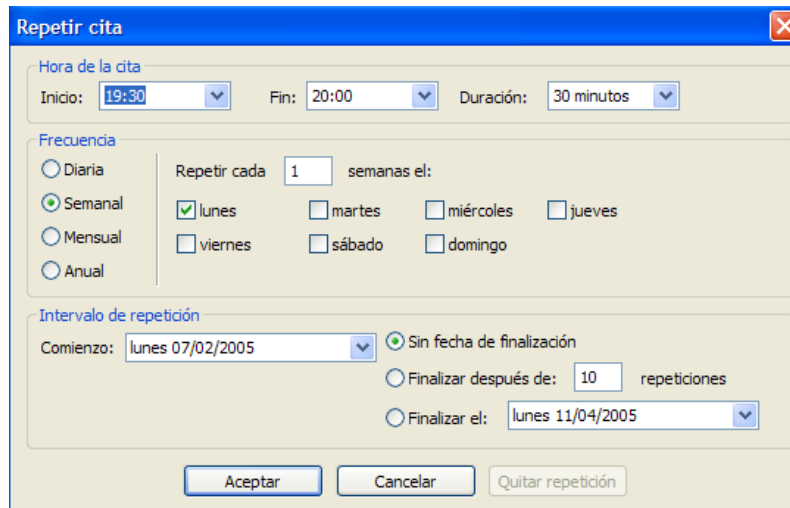 Repetir cita
Hora de la cita
Inicio: 19:30 Fin: 20:00 Duración: 30 minutos
Frecuencia
Diaria
Semanal
Mensual
Anual
Repetir cada 1 semanas el:
lunes martes miércoles jueves
viernes sábado domingo
Intervalo de repetición
Comienzo: lunes 07/02/2005
Sin fecha de finalización
Finalizar después de: 10 repeticiones
Finalizar el: lunes 11/04/2005
Aceptar Cancelar Quitar repetición